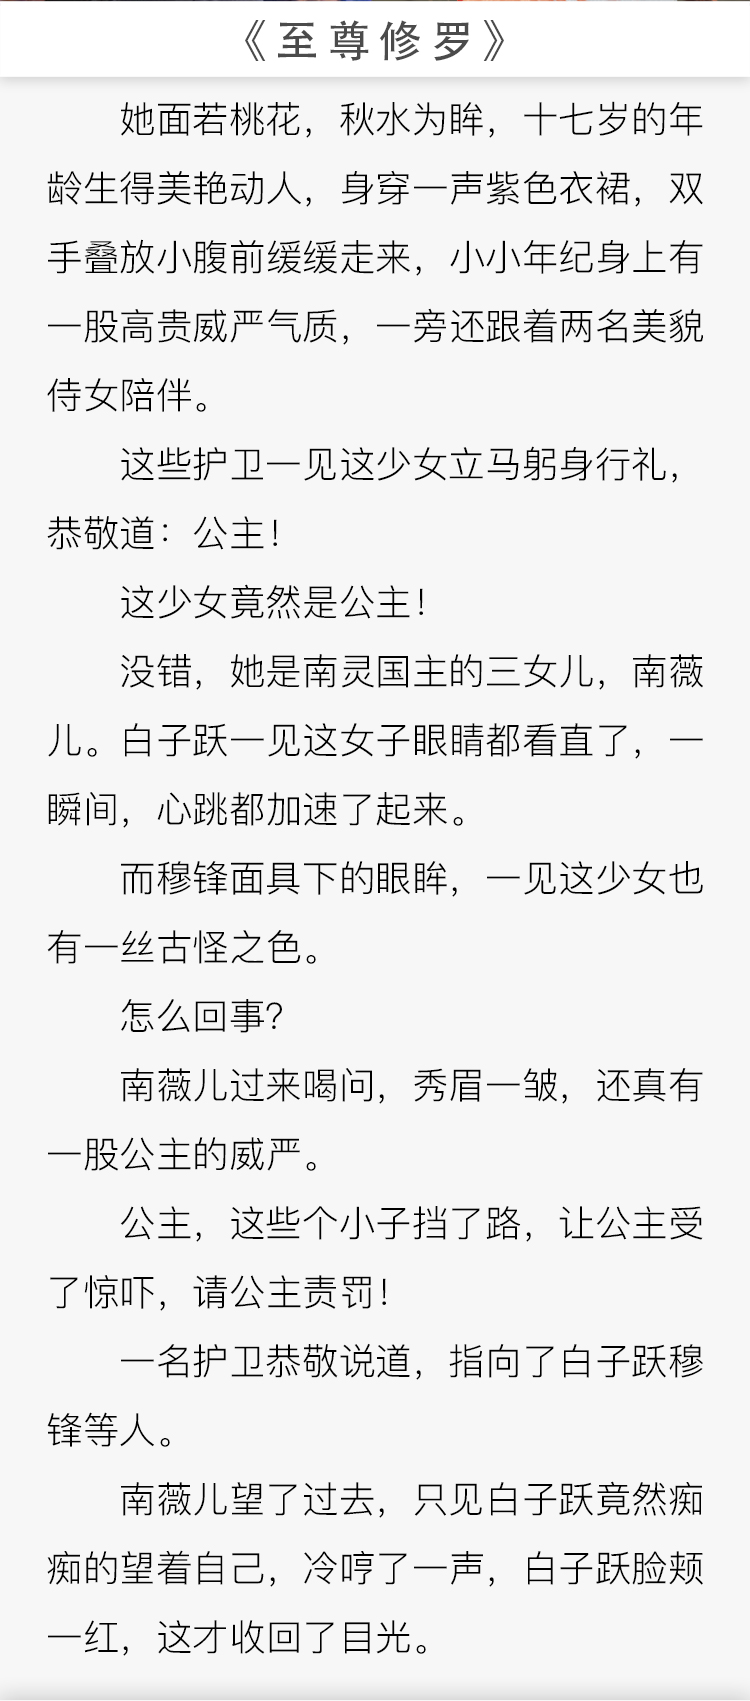 《至尊修罗》
她面若桃花，秋水为眸，十七岁的年
龄生得美艳动人，身穿一声紫色衣裙，双
手叠放小腹前缓缓走来，小小年纪身上有
一股高贵威严气质，一旁还跟着两名美貌
侍女陪伴。
这些护卫一见这少女立马躬身行礼，
恭敬道：公主！
这少女竟然是公主！
没错，她是南灵国主的三女儿，南薇
儿。白子跃一见这女子眼睛都看直了，一
瞬间，心跳都加速了起来。
而穆锋面具下的眼眸，一见这少女也
有一丝古怪之色。
怎么回事？
南薇儿过来喝问，秀眉一皱，还真有
一股公主的威严。
公主，这些个小子挡了路，让公主受
了惊吓，请公主责罚！
一名护卫恭敬说道，指向了白子跃穆
锋等人。
南薇儿望了过去，只见白子跃竟然痴
痴的望着自己，冷哼了一声，白子跃脸颊
一红，这才收回了目光。